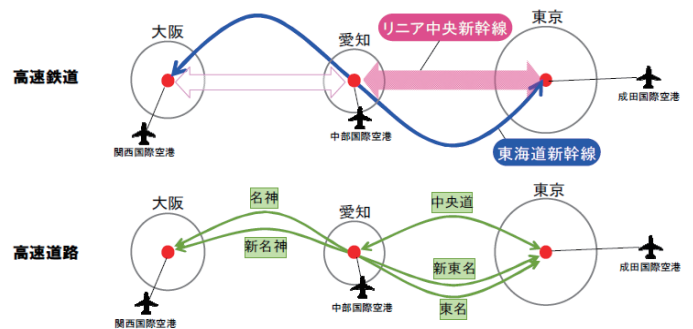 高速鉄道
大阪
愛知
リニア中央新幹線
東京
関西国際空港
中部国際空港
東海道新幹線
成田国際空港
高速道路
大阪
名神
新名神
愛知
中央道
新東名
東名
東京
関西国際空港
中部国際空港
成田国際空港